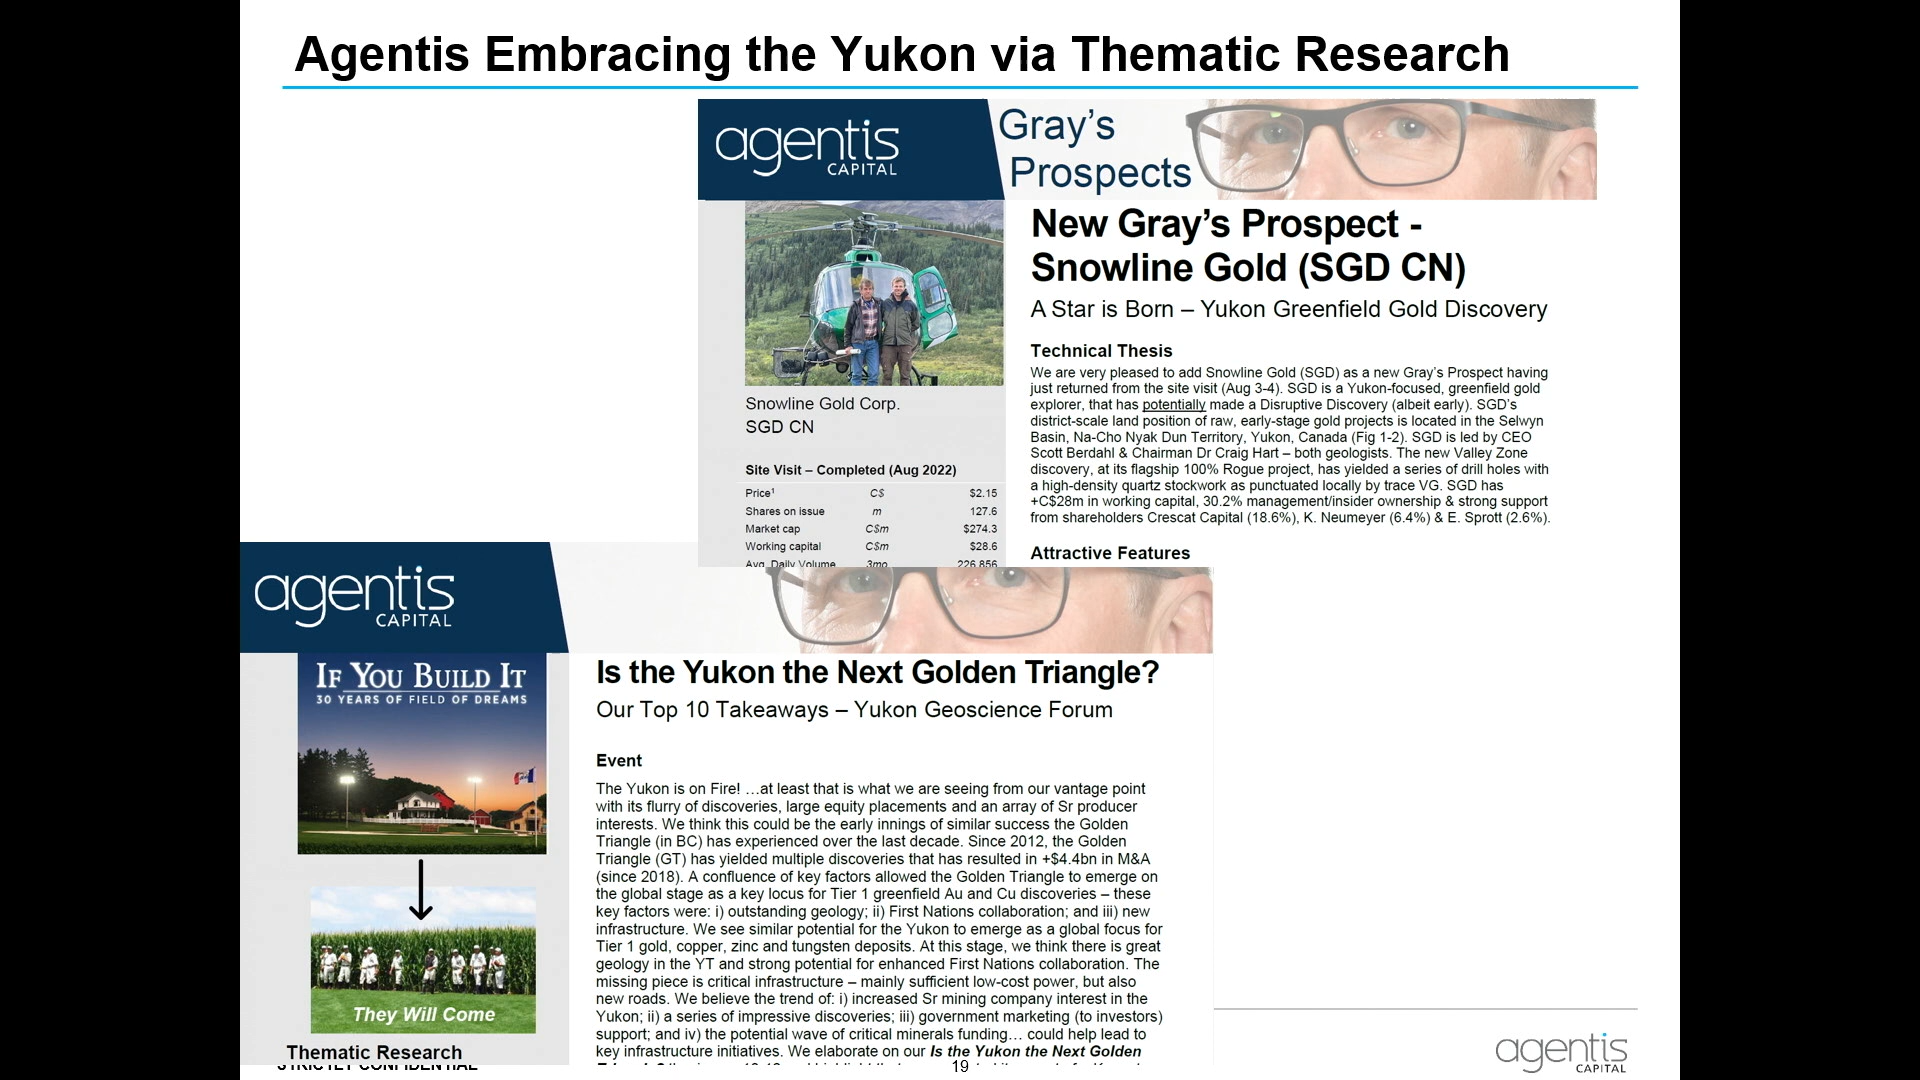 Agentis Embracing the Yukon via Thematic Research
agentis
CAPITAL
Gray's
Prospects
New Gray's Prospect -
Snowline Gold (SGD CN)
A Star is Born – Yukon Greenfield Gold Discovery
Technical Thesis
We are very pleased to add Snowline Gold (SGD) as a new Gray's Prospect having
just returned from the site visit (Aug 3-4). SGD is a Yukon-focused, greenfield gold
explorer, that has potentially made a Disruptive Discovery (albeit early). SGD's
district-scale land position of raw, early-stage gold projects is located in the Selwyn
Basin, Na-Cho Nyak Dun Territory, Yukon, Canada (Fig 1-2). SGD is led by CEO
Scott Berdahl & Chairman Dr Craig Hart – both geologists. The new Valley Zone
discovery, at its flagship 100% Rogue project, has yielded a series of drill holes with
a high-density quartz stockwork as punctuated locally by trace VG. SGD has
+C$28m in working capital, 30.2% management/insider ownership & strong support
from shareholders Crescat Capital (18.6%), K. Neumeyer (6.4%) & E. Sprott (2.6%).
Attractive Features
Snowline Gold Corp.
SGD CN
Site Visit – Completed (Aug 2022)
Price¹ C$ $2.15
Shares on issue m 127.6
Market cap C$m $274.3
Working capital C$m $28.6
Avg. Daily Volume 3mo 226,856
agentis
CAPITAL
IF YOU BUILD IT
30 YEARS OF FIELD OF DREAMS
They Will Come
Thematic Research
STRICTLY CONFIDENTIAL
Is the Yukon the Next Golden Triangle?
Our Top 10 Takeaways – Yukon Geoscience Forum
Event
The Yukon is on Fire! …at least that is what we are seeing from our vantage point
with its flurry of discoveries, large equity placements and an array of Sr producer
interests. We think this could be the early innings of similar success the Golden
Triangle (in BC) has experienced over the last decade. Since 2012, the Golden
Triangle (GT) has yielded multiple discoveries that has resulted in +$4.4bn in M&A
(since 2018). A confluence of key factors allowed the Golden Triangle to emerge on
the global stage as a key locus for Tier 1 greenfield Au and Cu discoveries – these
key factors were: i) outstanding geology; ii) First Nations collaboration; and iii) new
infrastructure. We see similar potential for the Yukon to emerge as a global focus for
Tier 1 gold, copper, zinc and tungsten deposits. At this stage, we think there is great
geology in the YT and strong potential for enhanced First Nations collaboration. The
missing piece is critical infrastructure – mainly sufficient low-cost power, but also
new roads. We believe the trend of: i) increased Sr mining company interest in the
Yukon; ii) a series of impressive discoveries; iii) government marketing (to investors)
support; and iv) the potential wave of critical minerals funding… could help lead to
key infrastructure initiatives. We elaborate on our Is the Yukon the Next Golden
19
agentis
CAPITAL